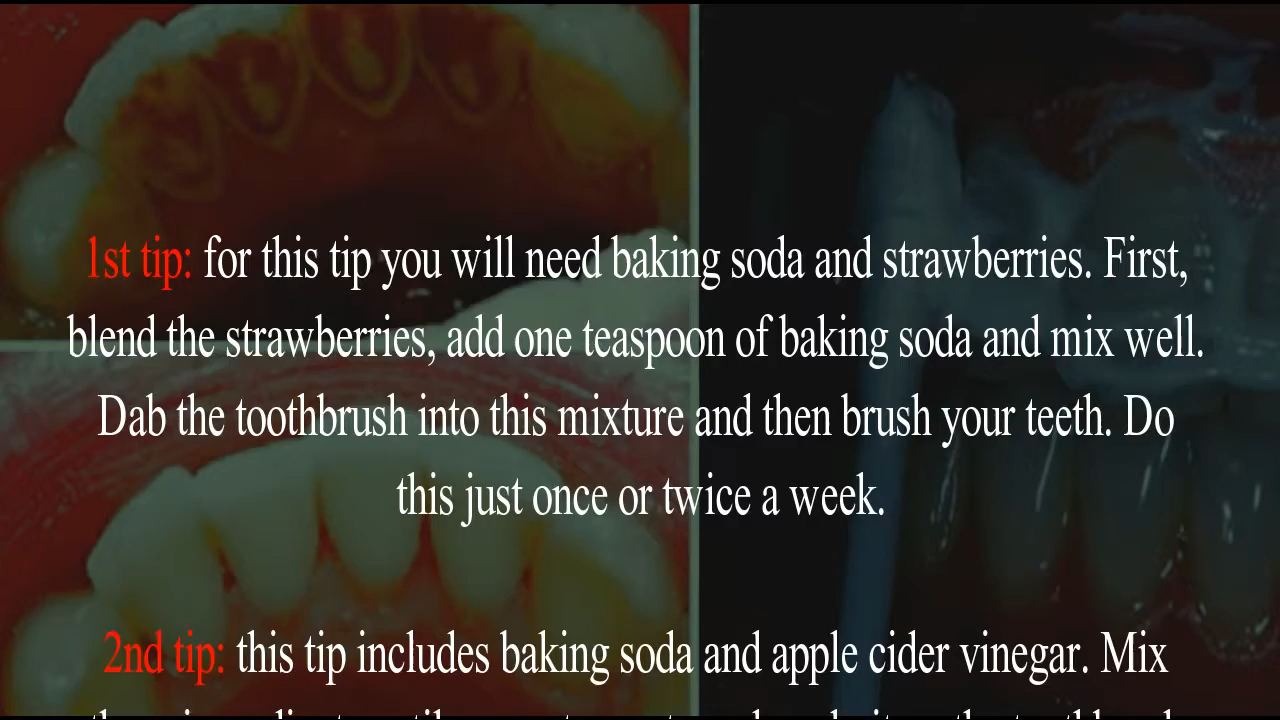 1st tip: for this tip you will need baking soda and strawberries. First,
blend the strawberries, add one teaspoon of baking soda and mix well.
Dab the toothbrush into this mixture and then brush your teeth. Do
this just once or twice a week.
2nd tip: this tip includes baking soda and apple cider vinegar. Mix